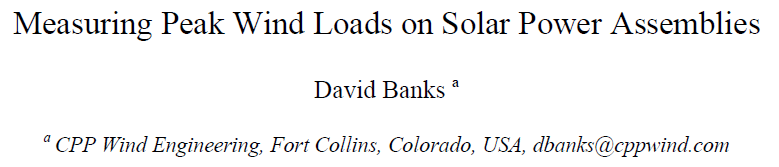 Measuring Peak Wind Loads on Solar Power Assemblies
David Banks a
a CPP Wind Engineering, Fort Collins, Colorado, USA, dbanks@cppwind.com